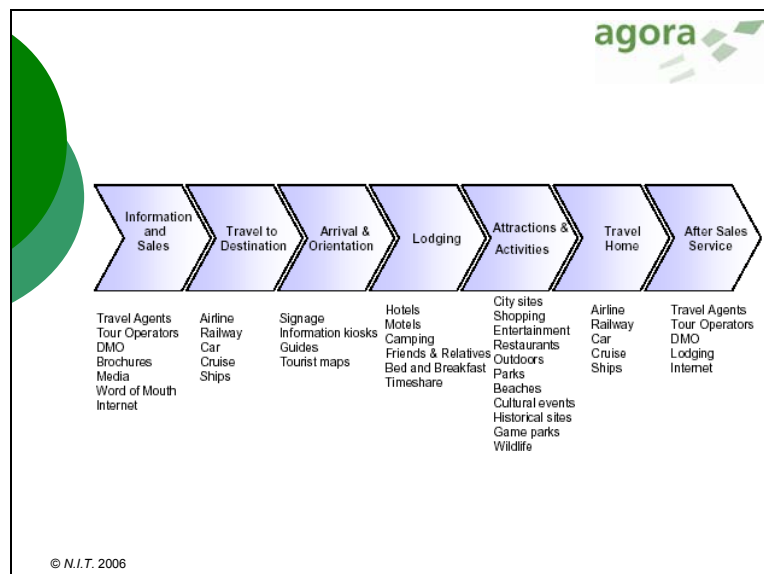 agora
Information
and
Sales
Travel to
Destination
Arrival &
Orientation
Lodging
Attractions &
Activities
Travel
Home
After Sales
Service
Travel Agents
Tour Operators
DMO
Brochures
Media
Word of Mouth
Internet
Airline
Railway
Car
Cruise
Ships
Signage
Information kiosks
Guides
Tourist maps
Hotels
Motels
Camping
Friends & Relatives
Bed and Breakfast
Timeshare
City sites
Shopping
Entertainment
Restaurants
Outdoors
Parks
Beaches
Cultural events
Historical sites
Game parks
Wildlife
Airline
Railway
Car
Cruise
Ships
Travel Agents
Tour Operators
DMO
Lodging
Internet
© N.I.T. 2006